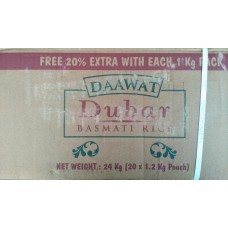 FREE 20% EXTRA WITH EACH 1 Kg PACK
DAAWAT
Dubar
BASMATI RICE
NET WEIGHT : 24 Kg (20 x 1.2 Kg Pouch)